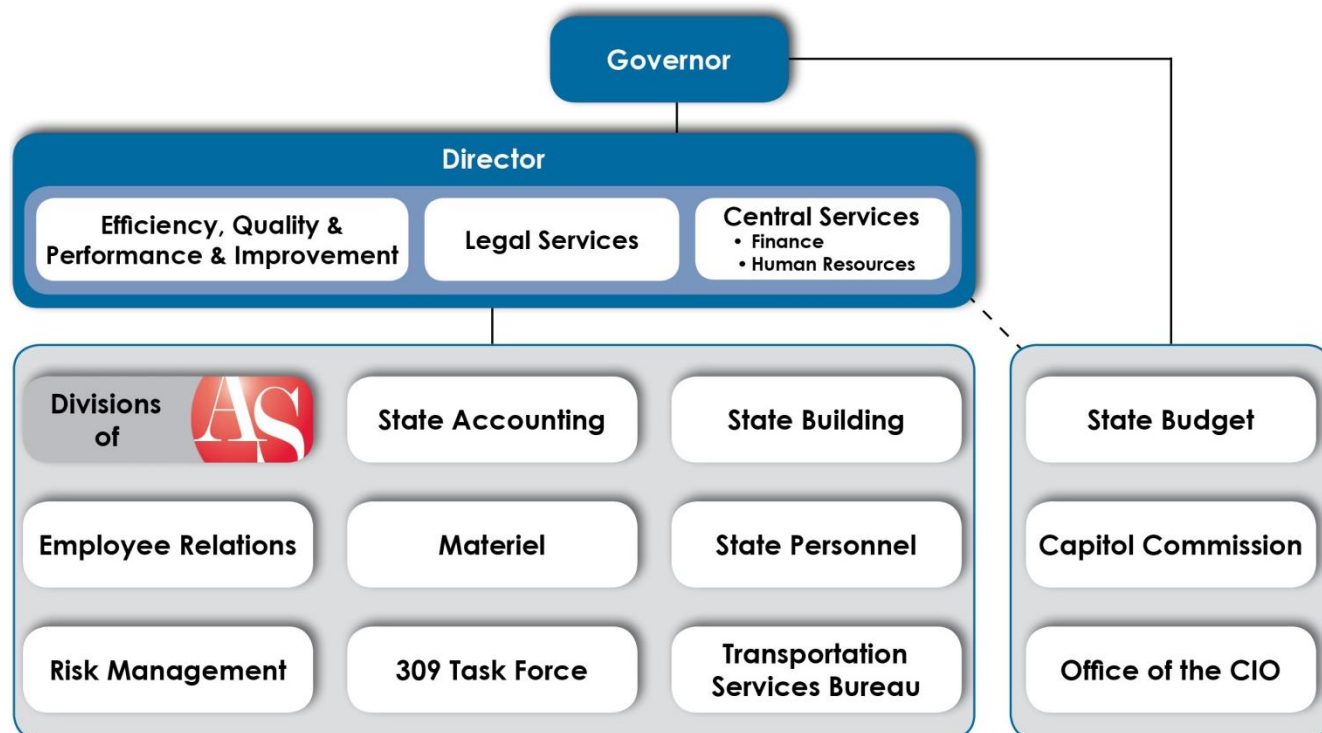 Governor
Director
Efficiency, Quality &
Performance & Improvement
Legal Services
Central Services
• Finance
• Human Resources
Divisions
of
AS
State Accounting
State Building
State Budget
Employee Relations
Materiel
State Personnel
Capitol Commission
Risk Management
309 Task Force
Transportation
Services Bureau
Office of the CIO